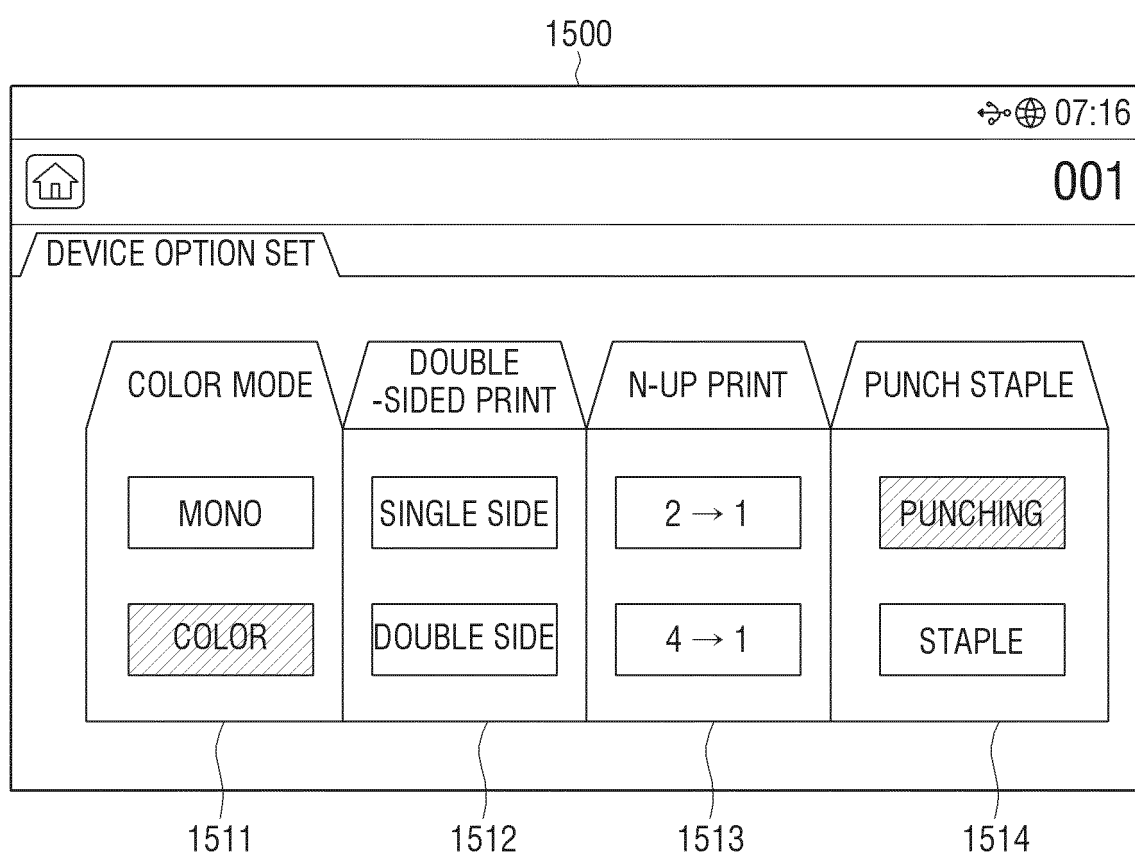 1500
07:16
001
DEVICE OPTION SET
COLOR MODE
DOUBLE
-SIDED PRINT
N-UP PRINT
PUNCH STAPLE
MONO
SINGLE SIDE
2 → 1
PUNCHING
COLOR
DOUBLE SIDE
4 → 1
STAPLE
1511
1512
1513
1514